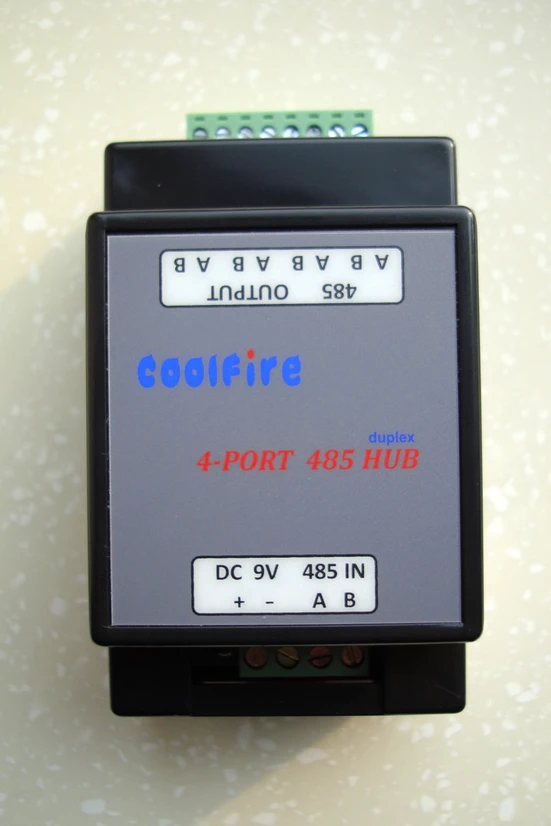 485 OUTPUT
A B A B A B A B
coolfire
duplex
4-PORT 485 HUB
DC 9V 485 IN
+ - A B